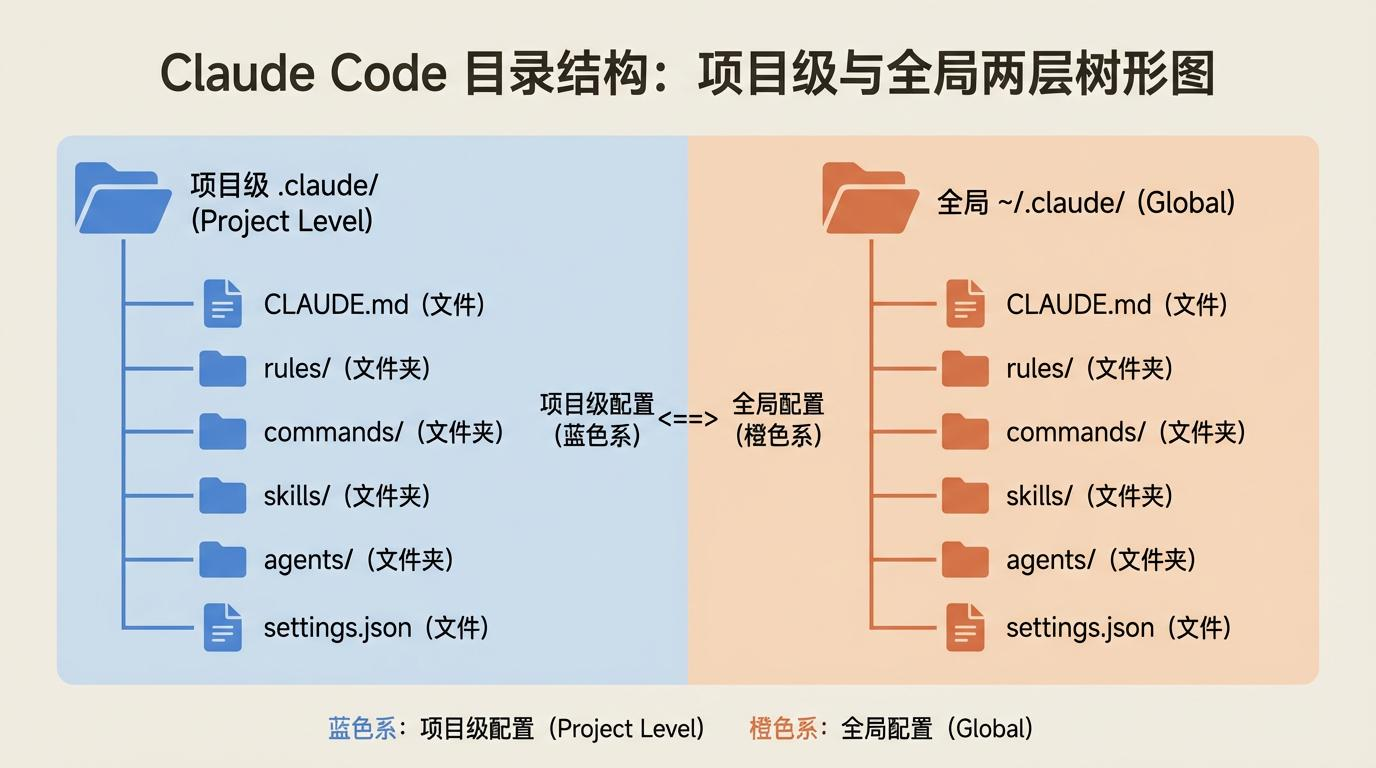 Claude Code 目录结构：项目级与全局两层树形图
项目级 .claude/
(Project Level)
CLAUDE.md（文件）
rules/（文件夹）
commands/（文件夹）
skills/（文件夹）
agents/（文件夹）
settings.json（文件）
项目级配置
(蓝色系)
<==>
全局配置
(橙色系)
全局 ~/.claude/（Global）
CLAUDE.md（文件）
rules/（文件夹）
commands/（文件夹）
skills/（文件夹）
agents/（文件夹）
settings.json（文件）
蓝色系：项目级配置（Project Level）
橙色系：全局配置（Global）